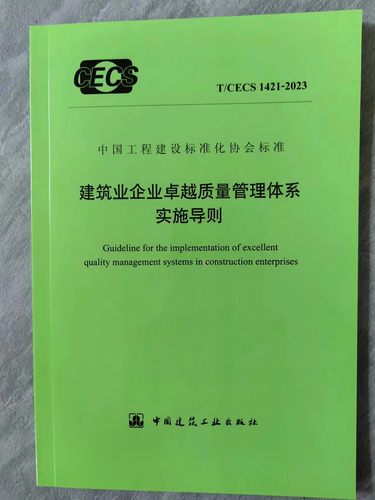 CECS
T/CECS 1421-2023
中国工程建设标准化协会标准
建筑业企业卓越质量管理体系
实施导则
Guideline for the implementation of excellent
quality management systems in construction enterprises
中国建筑工业出版社